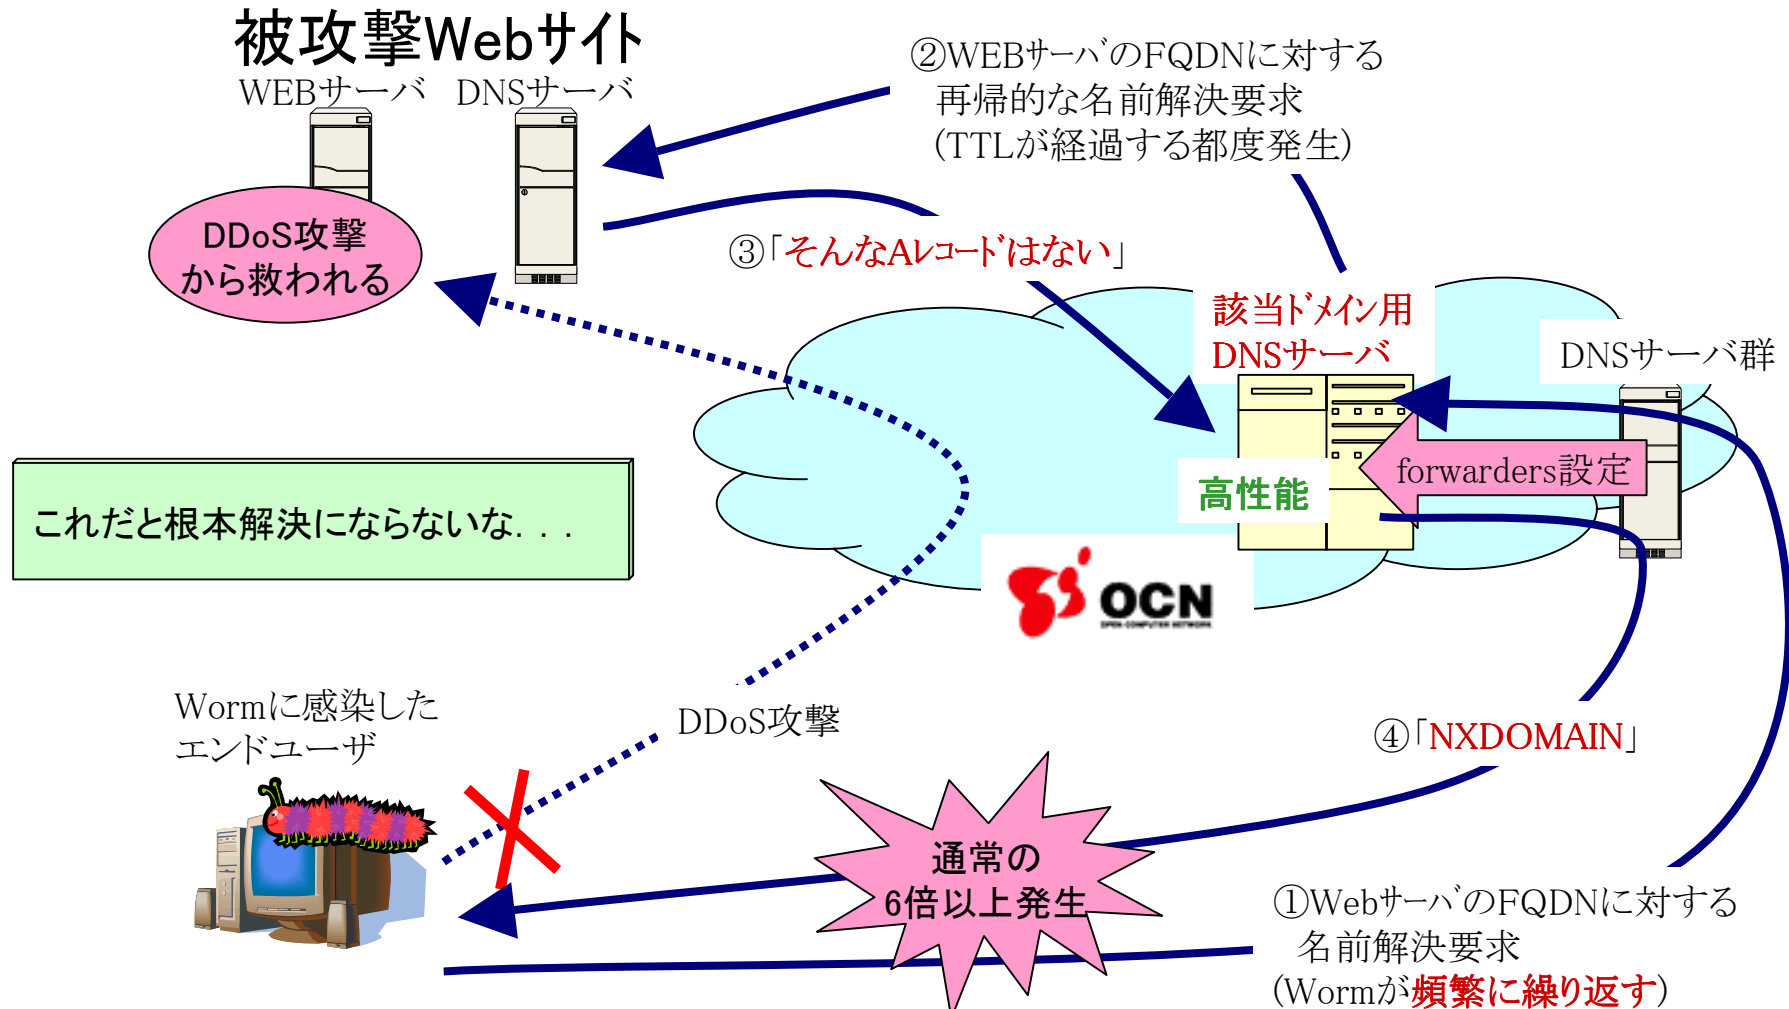 被攻撃Webサイト
WEBサーバ
DNSサーバ
②WEBｻｰﾊﾞのFQDNに対する
再帰的な名前解決要求
(TTLが経過する都度発生)
DDoS攻撃
から救われる
③「そんなAﾚｺｰﾄﾞはない」
該当ﾄﾞﾒｲﾝ用
DNSサーバ
DNSサーバ群
forwarders設定
高性能
これだと根本解決にならないな．．．
OCN
OPEN COMPUTER NETWORK
Wormに感染した
エンドユーザ
DDoS攻撃
④「NXDOMAIN」
通常の
6倍以上発生
①WebｻｰﾊﾞのFQDNに対する
名前解決要求
(Wormが頻繁に繰り返す)